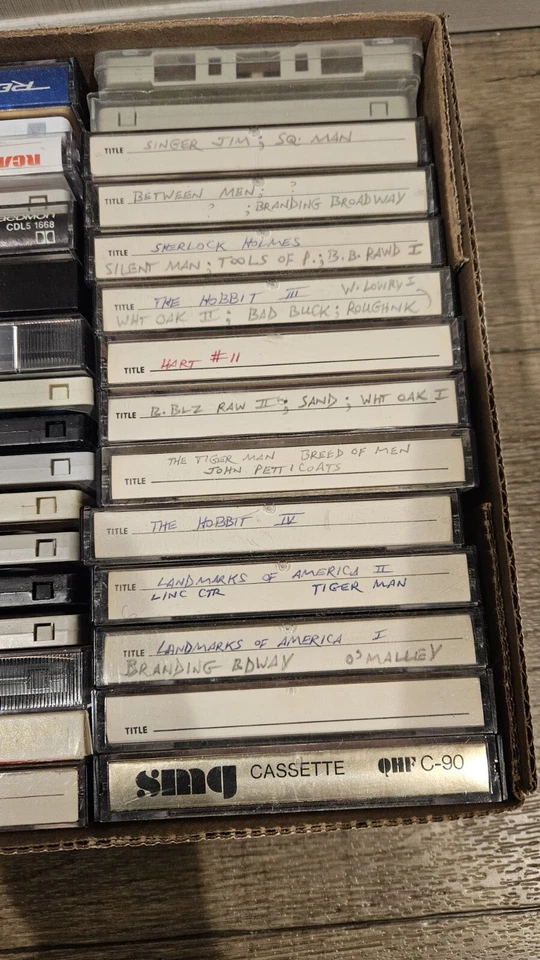 RCA
CDL5 1668
TITLE SINGER JIM; SQ. MAN
TITLE BETWEEN MEN; ?
? ; BRANDING BROADWAY
TITLE SHERLOCK HOLMES
SILENT MAN; TOOLS OF P.; B.B. RAWD I
TITLE THE HOBBIT III W. LOWRY I
WHT OAK II; BAD BUCK; ROUGHNK
TITLE HART #11
TITLE B.BLZ RAW II; SAND; WHT OAK I
THE TIGER MAN BREED OF MEN
JOHN PETTICOATS
TITLE
TITLE THE HOBBIT IV
TITLE LANDMARKS OF AMERICA II
LINC CTR TIGER MAN
TITLE LANDMARKS OF AMERICA I
BRANDING BDWAY O'MALLEY
TITLE
smq CASSETTE QHF C-90